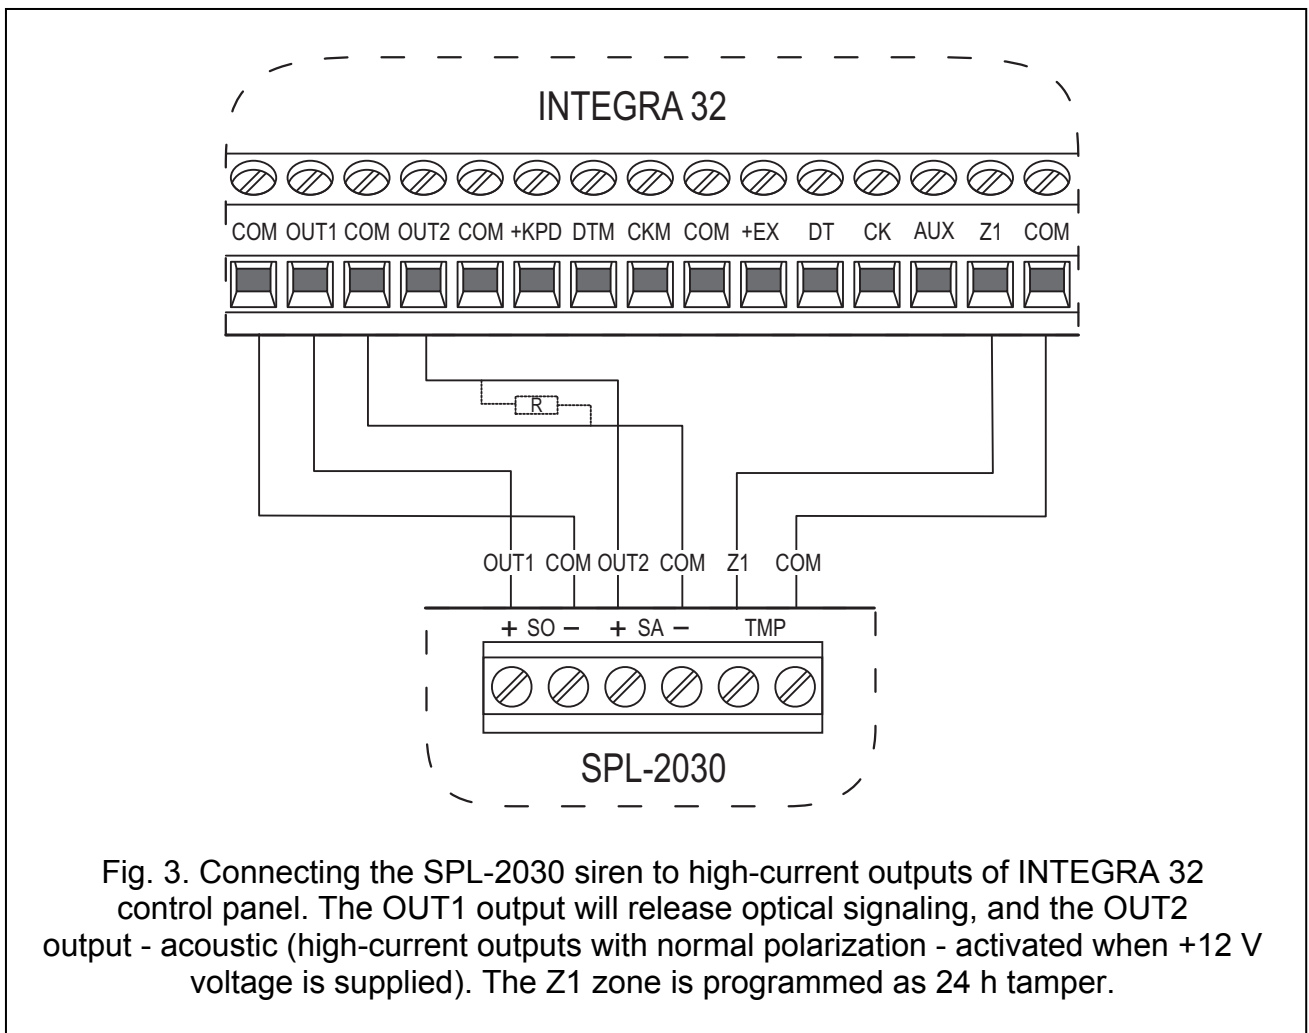 INTEGRA 32
COM OUT1 COM OUT2 COM +KPD DTM CKM COM +EX DT CK AUX Z1 COM
R
OUT1 COM OUT2 COM Z1 COM
+ SO – + SA – TMP
SPL-2030
Fig. 3. Connecting the SPL-2030 siren to high-current outputs of INTEGRA 32
control panel. The OUT1 output will release optical signaling, and the OUT2
output - acoustic (high-current outputs with normal polarization - activated when +12 V
voltage is supplied). The Z1 zone is programmed as 24 h tamper.